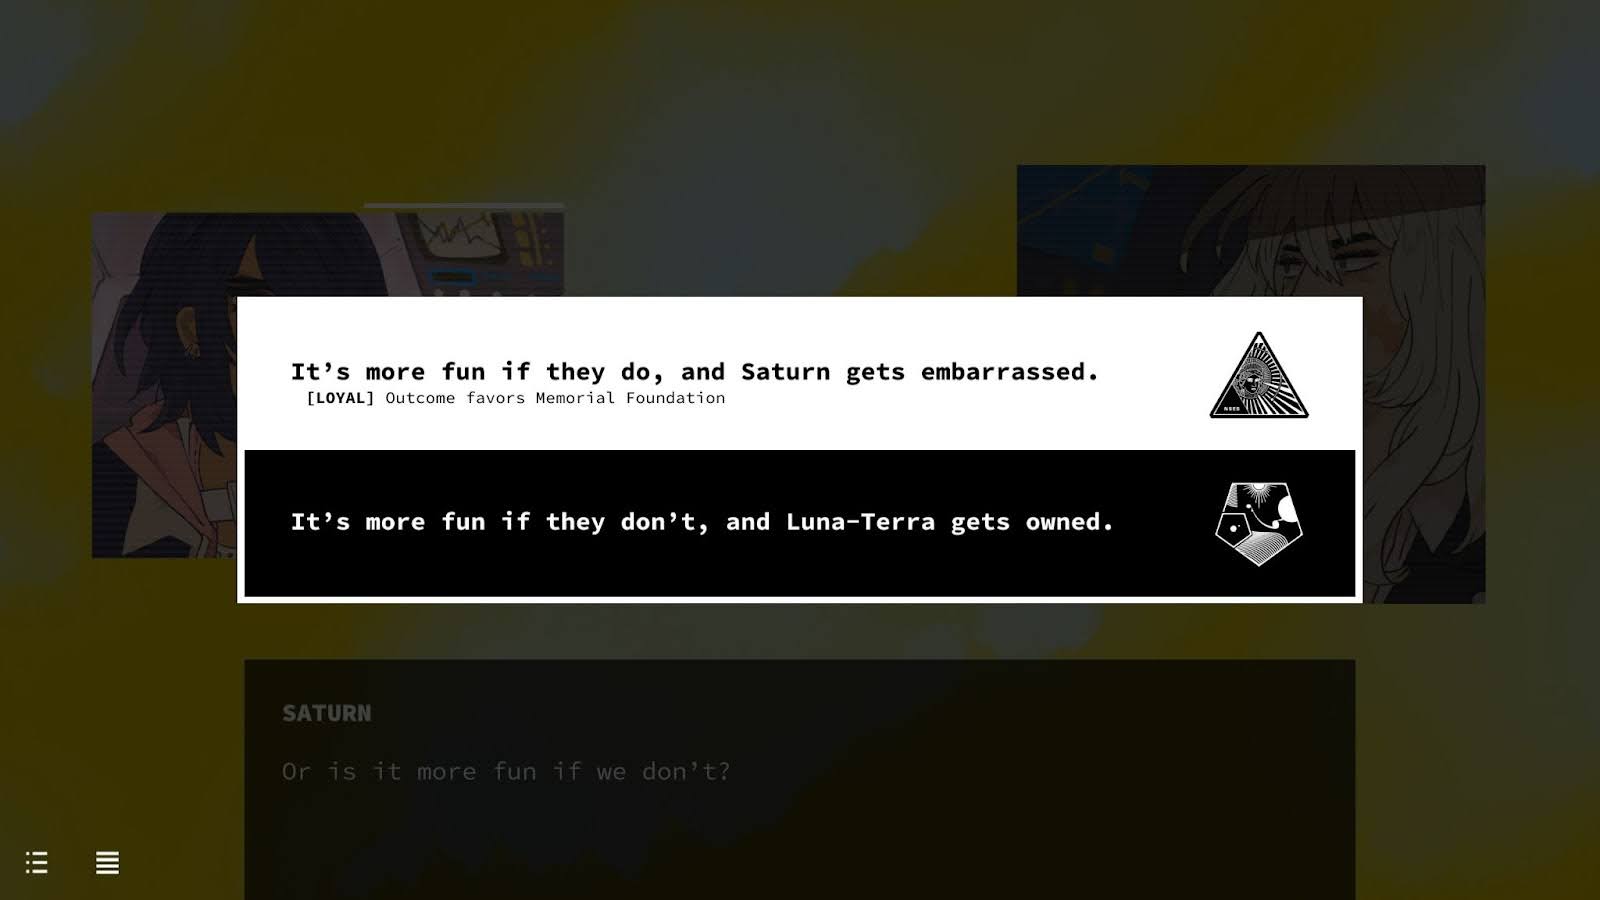 It’s more fun if they do, and Saturn gets embarrassed.
[LOYAL] Outcome favors Memorial Foundation
It’s more fun if they don’t, and Luna-Terra gets owned.
SATURN
Or is it more fun if we don’t?